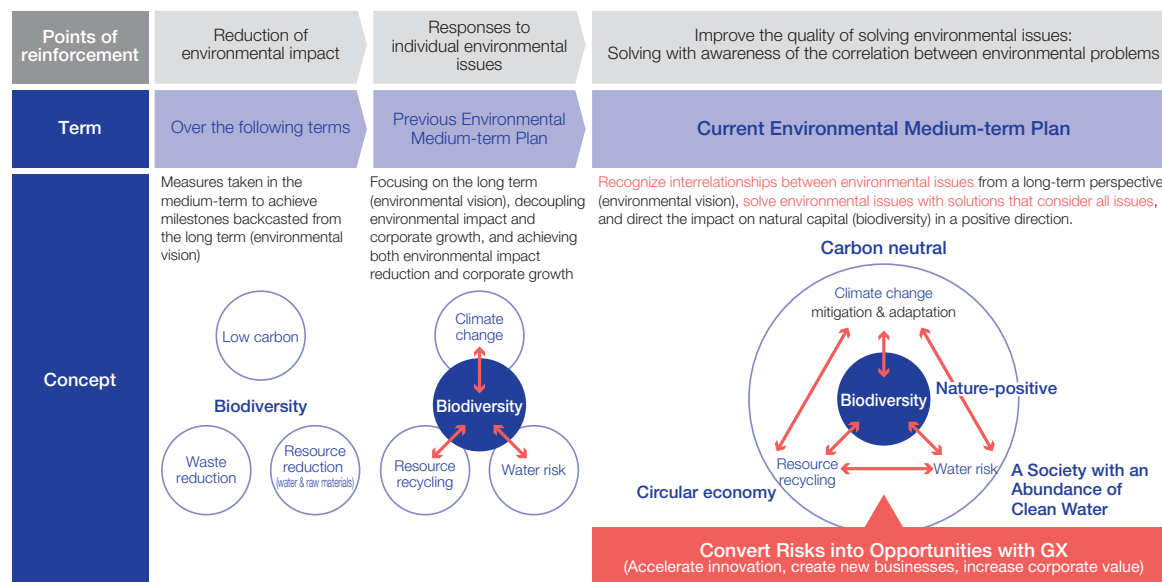 Points of
reinforcement
Reduction of
environmental impact
Responses to
individual environmental
issues
Improve the quality of solving environmental issues:
Solving with awareness of the correlation between environmental problems
Term
Over the following terms
Previous Environmental
Medium-term Plan
Current Environmental Medium-term Plan
Concept
Measures taken in the
medium-term to achieve
milestones backcasted from
the long term (environmental
vision)
Low carbon
Biodiversity
Waste
reduction
Resource
reduction
(water & raw materials)
Focusing on the long term
(environmental vision), decoupling
environmental impact and
corporate growth, and achieving
both environmental impact
reduction and corporate growth
Climate
change
Biodiversity
Resource
recycling
Water risk
Recognize interrelationships between environmental issues from a long-term perspective
(environmental vision), solve environmental issues with solutions that consider all issues,
and direct the impact on natural capital (biodiversity) in a positive direction.
Carbon neutral
Climate change
mitigation & adaptation
Biodiversity
Nature-positive
Resource
recycling
Water risk
Circular economy
A Society with an
Abundance of
Clean Water
Convert Risks into Opportunities with GX
(Accelerate innovation, create new businesses, increase corporate value)